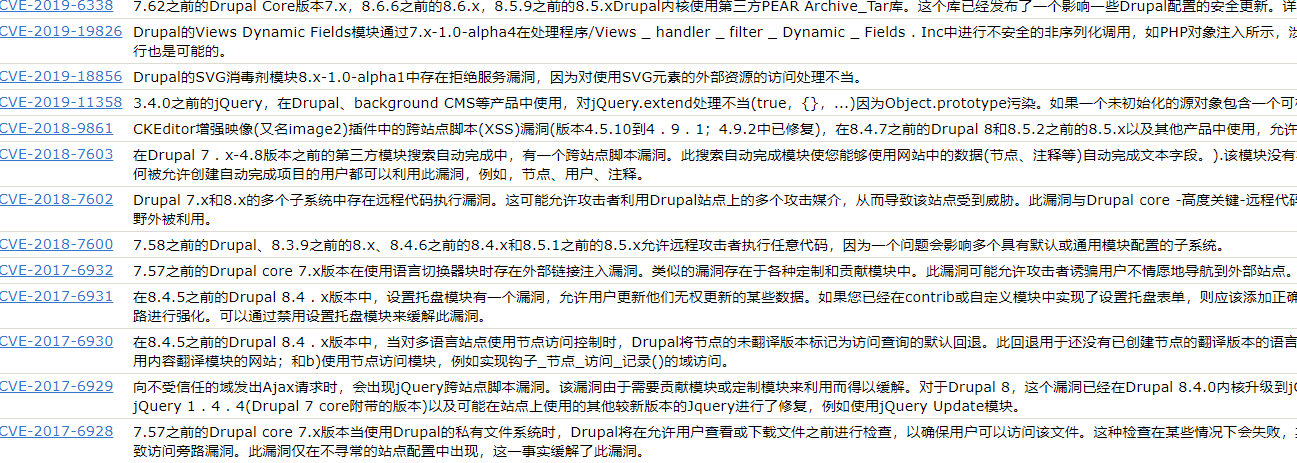 CVE-2019-6338 7.62之前的Drupal Core版本7.x，8.6.6之前的8.6.x，8.5.9之前的8.5.xDrupal内核使用第三方PEAR Archive_Tar库。这个库已经发布了一个影响一些Drupal配置的安全更新。详
CVE-2019-19826 Drupal的Views Dynamic Fields模块通过7.x-1.0-alpha4在处理程序/Views _ handler _ filter _ Dynamic _ Fields . Inc中进行不安全的非序列化调用，如PHP对象注入所示，涉
行也是可能的。
CVE-2019-18856 Drupal的SVG消毒剂模块8.x-1.0-alpha1中存在拒绝服务漏洞，因为对使用SVG元素的外部资源的访问处理不当。
CVE-2019-11358 3.4.0之前的jQuery，在Drupal、background CMS等产品中使用，对jQuery.extend处理不当(true，{}，...)因为Object.prototype污染。如果一个未初始化的源对象包含一个可
CVE-2018-9861 CKEditor增强映像(又名image2)插件中的跨站点脚本(XSS)漏洞(版本4.5.10到4．9．1；4.9.2中已修复)，在8.4.7之前的Drupal 8和8.5.2之前的8.5.x以及其他产品中使用，允许
CVE-2018-7603 在Drupal 7．x-4.8版本之前的第三方模块搜索自动完成中，有一个跨站点脚本漏洞。此搜索自动完成模块使您能够使用网站中的数据(节点、注释等)自动完成文本字段。).该模块没有
何被允许创建自动完成项目的用户都可以利用此漏洞，例如，节点、用户、注释。
CVE-2018-7602 Drupal 7.x和8.x的多个子系统中存在远程代码执行漏洞。这可能允许攻击者利用Drupal站点上的多个攻击媒介，从而导致该站点受到威胁。此漏洞与Drupal core -高度关键-远程代码
野外被利用。
CVE-2018-7600 7.58之前的Drupal、8.3.9之前的8.x、8.4.6之前的8.4.x和8.5.1之前的8.5.x允许远程攻击者执行任意代码，因为一个问题会影响多个具有默认或通用模块配置的子系统。
CVE-2017-6932 7.57之前的Drupal core 7.x版本在使用语言切换器块时存在外部链接注入漏洞。类似的漏洞存在于各种定制和贡献模块中。此漏洞可能允许攻击者诱骗用户不情愿地导航到外部站点。
CVE-2017-6931 在8.4.5之前的Drupal 8.4．x版本中，设置托盘模块有一个漏洞，允许用户更新他们无权更新的某些数据。如果您已经在contrib或自定义模块中实现了设置托盘表单，则应该添加正确
路进行强化。可以通过禁用设置托盘模块来缓解此漏洞。
CVE-2017-6930 在8.4.5之前的Drupal 8.4．x版本中，当对多语言站点使用节点访问控制时，Drupal将节点的未翻译版本标记为访问查询的默认回退。此回退用于还没有已创建节点的翻译版本的语言
用内容翻译模块的网站；和b)使用节点访问模块，例如实现钩子_节点_访问_记录()的域访问。
CVE-2017-6929 向不受信任的域发出Ajax请求时，会出现jQuery跨站点脚本漏洞。该漏洞由于需要贡献模块或定制模块来利用而得以缓解。对于Drupal 8，这个漏洞已经在Drupal 8.4.0内核升级到jQ
jQuery 1．4．4(Drupal 7 core附带的版本)以及可能在站点上使用的其他较新版本的Jquery进行了修复，例如使用jQuery Update模块。
CVE-2017-6928 7.57之前的Drupal core 7.x版本当使用Drupal的私有文件系统时，Drupal将在允许用户查看或下载文件之前进行检查，以确保用户可以访问该文件。这种检查在某些情况下会失败，
致访问旁路漏洞。此漏洞仅在不寻常的站点配置中出现，这一事实缓解了此漏洞。